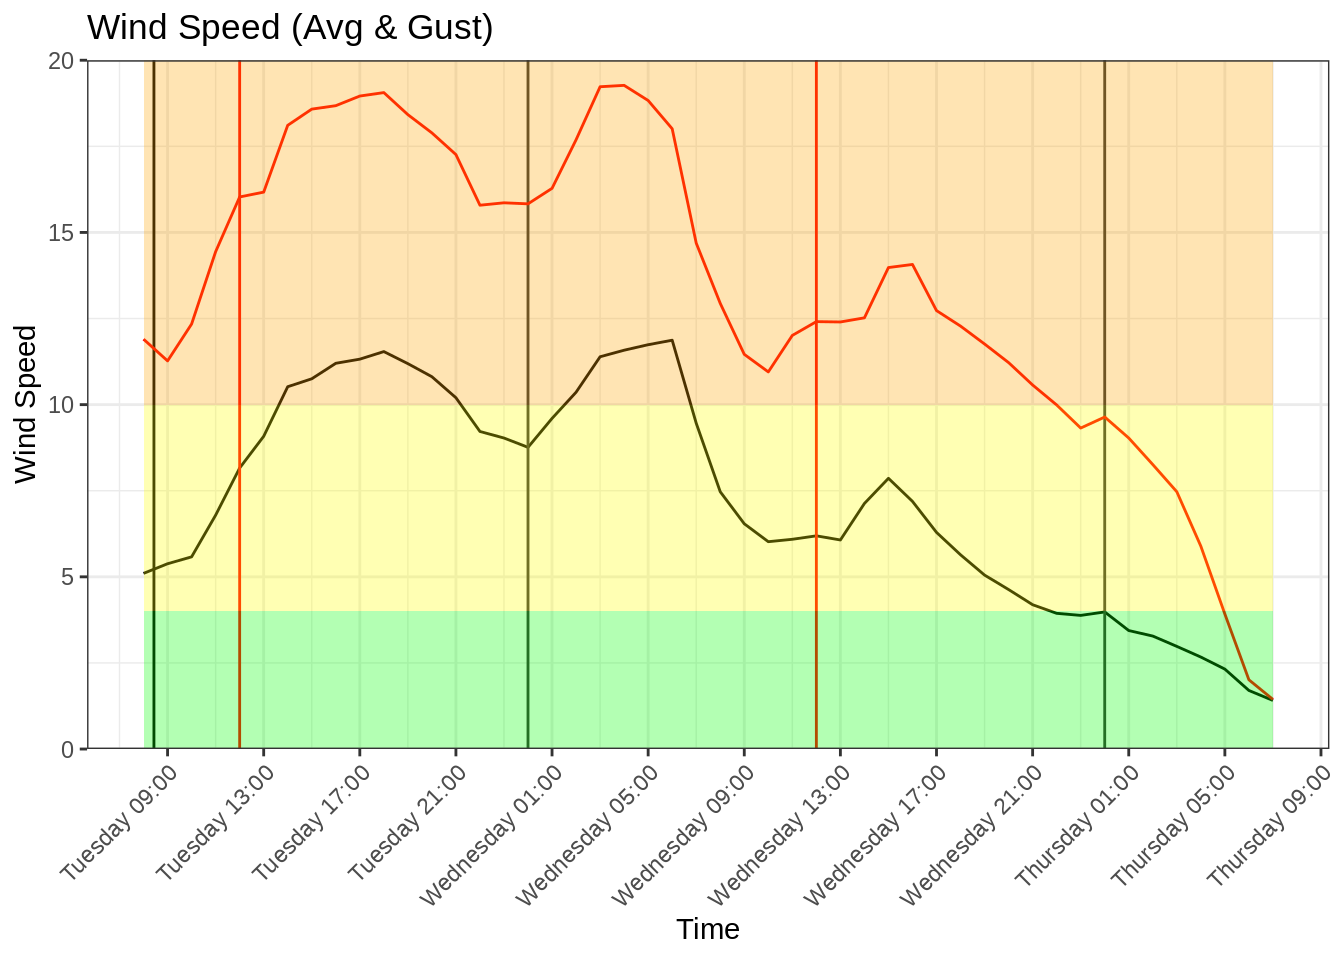 Wind Speed (Avg & Gust)
20
15
10
5
0
Wind Speed
Tuesday 09:00
Tuesday 13:00
Tuesday 17:00
Tuesday 21:00
Wednesday 01:00
Wednesday 05:00
Wednesday 09:00
Wednesday 13:00
Wednesday 17:00
Wednesday 21:00
Thursday 01:00
Thursday 05:00
Thursday 09:00
Time